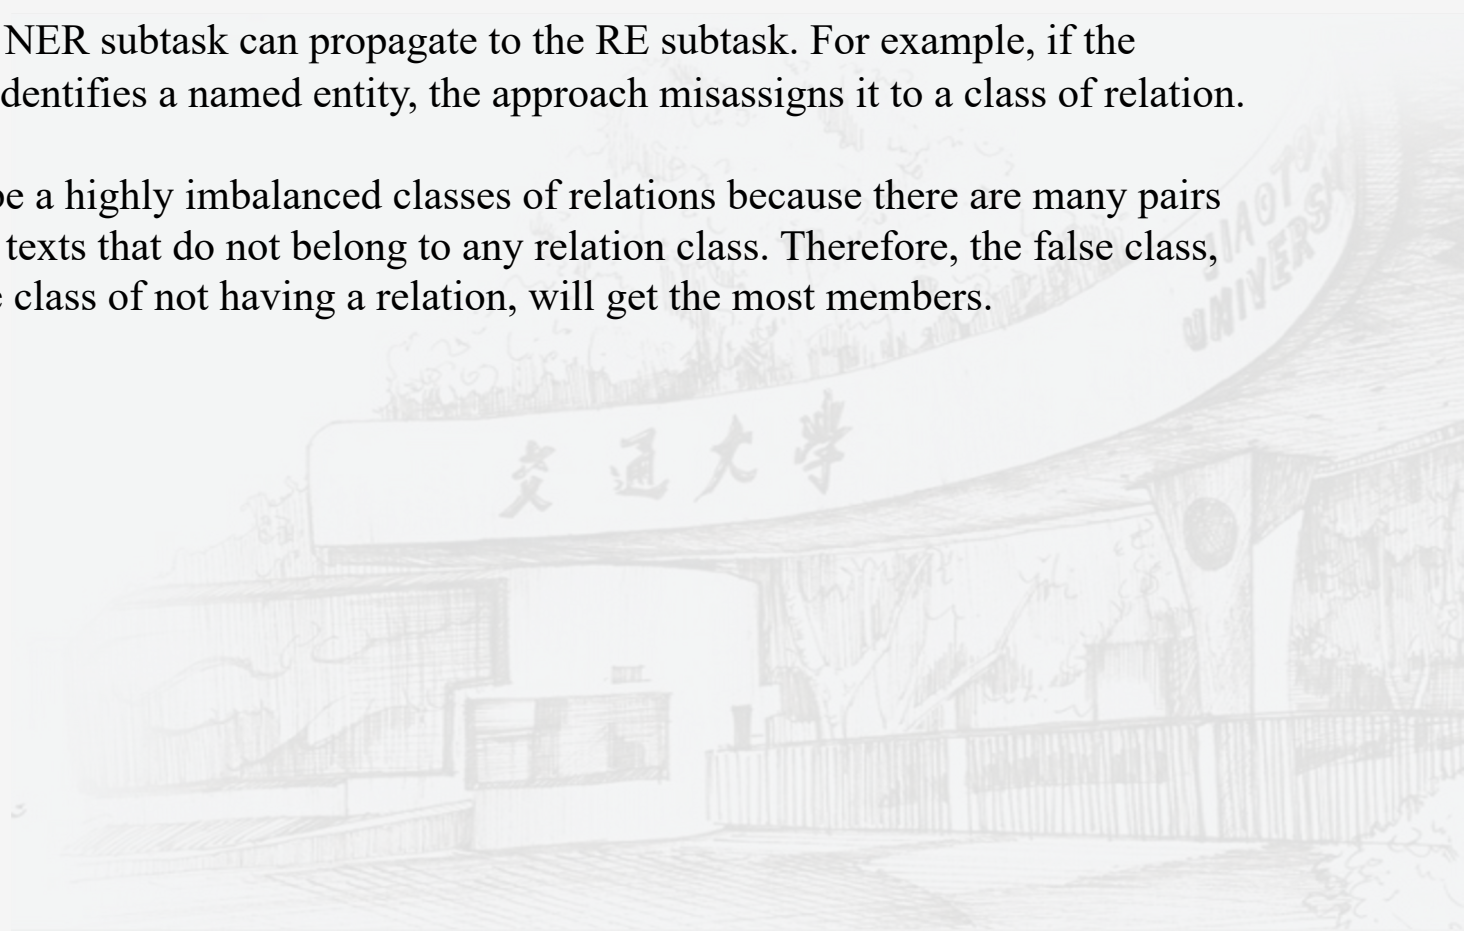 NER subtask can propagate to the RE subtask. For example, if the
dentifies a named entity, the approach misassigns it to a class of relation.
be a highly imbalanced classes of relations because there are many pairs
texts that do not belong to any relation class. Therefore, the false class,
class of not having a relation, will get the most members.
交通大學
JIAOTONG
UNIVERSI